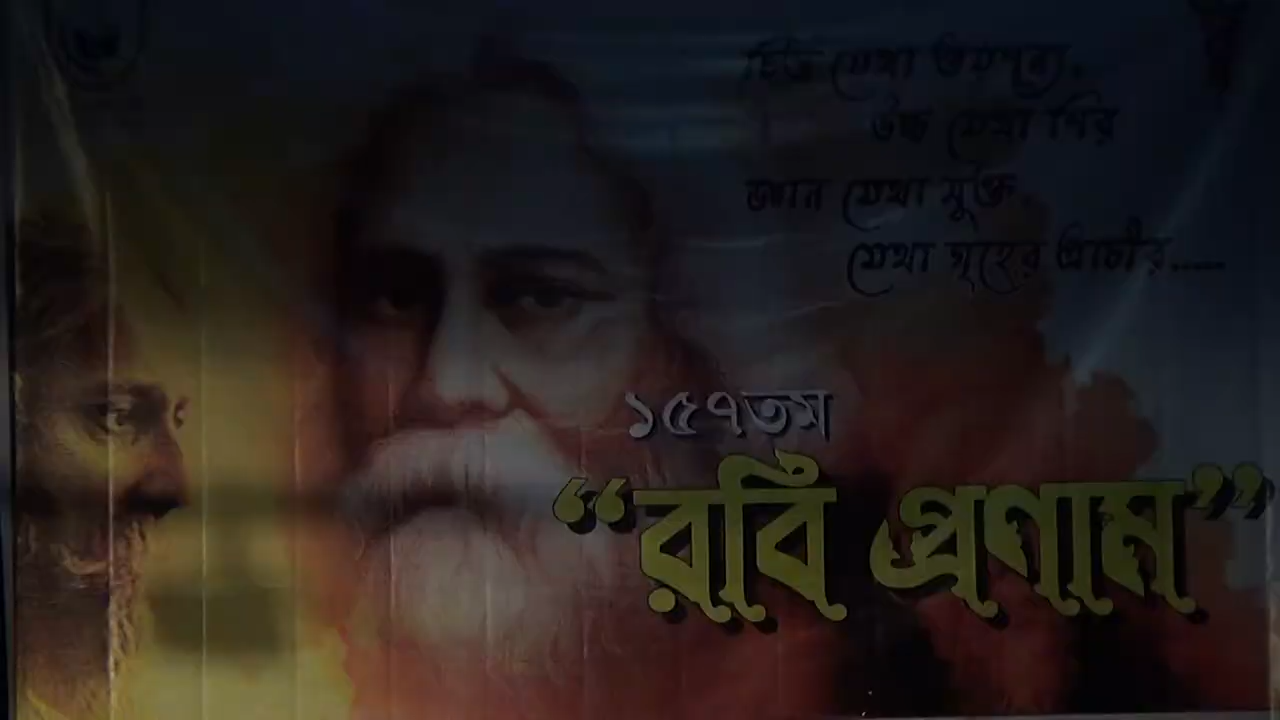 চিত্ত যেথা ভয়শূন্য,
উচ্চ যেথা শির
জ্ঞান যেথা মুক্ত,
যেথা গৃহের প্রাচীর.....
১৫৭তম
“রবি প্রণাম”